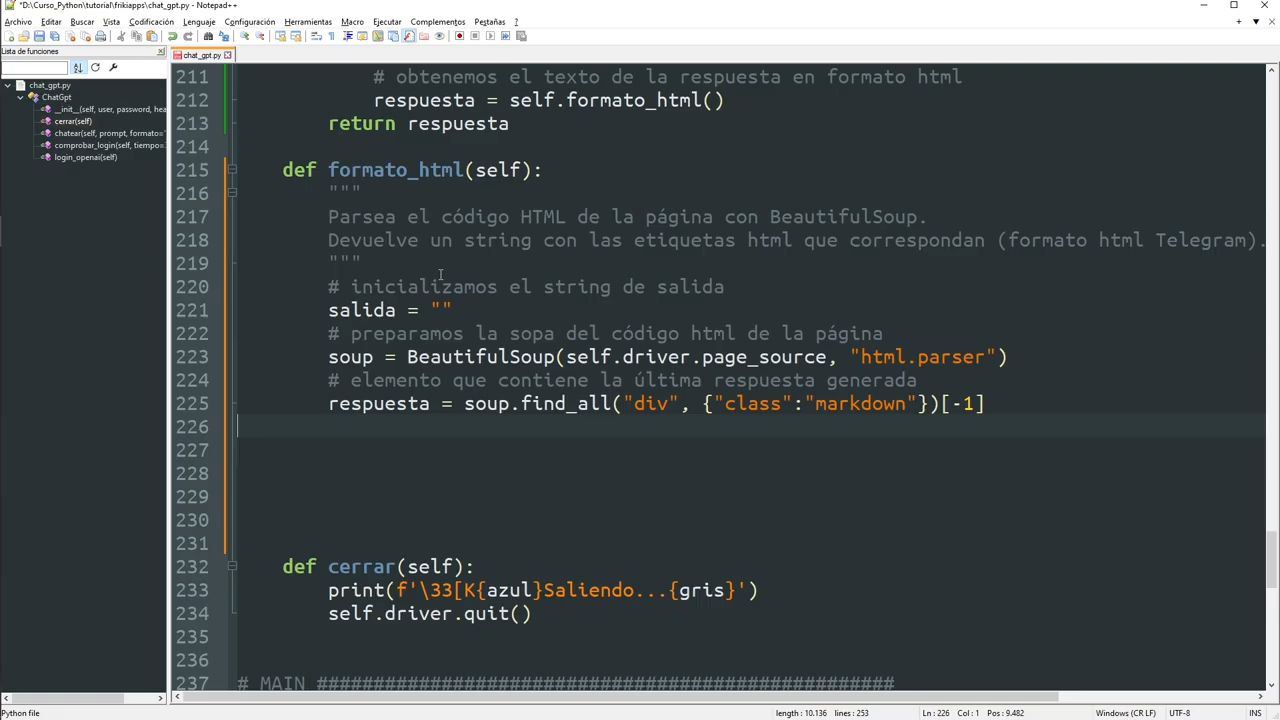 *D:\Curso_Python\tutorial\frikiapps\chat_gpt.py - Notepad++
Archivo Editar Buscar Vista Codificación Lenguaje Configuración Herramientas Macro Ejecutar Complementos Pestañas ?
Lista de funciones
chat_gpt.py
chat_gpt.py
ChatGpt
__init__(self, user, password, hea
cerrar(self)
chatear(self, prompt, formato="
comprobar_login(self, tiempo=
login_openai(self)
211 # obtenemos el texto de la respuesta en formato html
212 respuesta = self.formato_html()
213 return respuesta
214
215 def formato_html(self):
216 """
217 Parsea el código HTML de la página con BeautifulSoup.
218 Devuelve un string con las etiquetas html que correspondan (formato html Telegram).
219 """
220 # inicializamos el string de salida
221 salida = ""
222 # preparamos la sopa del código html de la página
223 soup = BeautifulSoup(self.driver.page_source, "html.parser")
224 # elemento que contiene la última respuesta generada
225 respuesta = soup.find_all("div", {"class":"markdown"})[-1]
226
227
228
229
230
231
232 def cerrar(self):
233 print(f'\33[K{azul}Saliendo...{gris}')
234 self.driver.quit()
235
236
237 # MAIN ###################################################
Python file length : 10.136 lines : 253 Ln : 226 Col : 1 Pos : 9.482 Windows (CR LF) UTF-8 INS